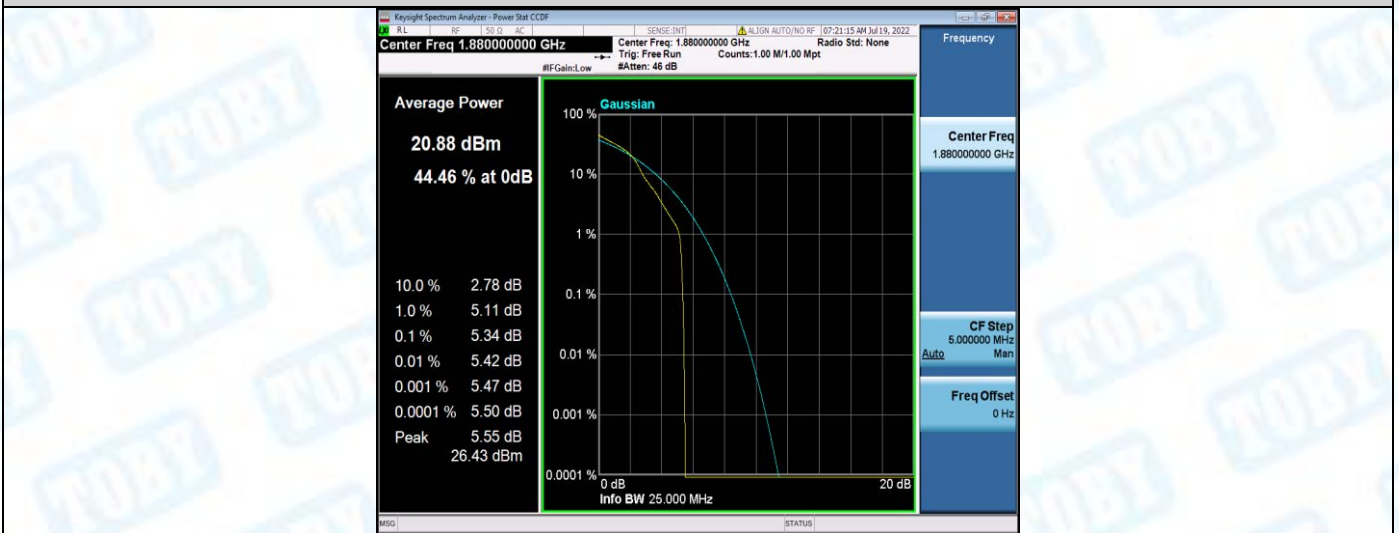 Keysight Spectrum Analyzer - Power Stat CCDF
RL RF 50 Ω AC SENSE:INT ALIGN AUTO/NO RF 07:21:15 AM Jul 19, 2022
Center Freq 1.880000000 GHz
Center Freq: 1.880000000 GHz Radio Std: None
Trig: Free Run Counts:1.00 M/1.00 Mpt
#IFGain:Low #Atten: 46 dB
Frequency
Average Power
20.88 dBm
44.46 % at 0dB
10.0 % 2.78 dB
1.0 % 5.11 dB
0.1 % 5.34 dB
0.01 % 5.42 dB
0.001 % 5.47 dB
0.0001 % 5.50 dB
Peak 5.55 dB
26.43 dBm
Gaussian
100 %
10 %
1 %
0.1 %
0.01 %
0.001 %
0.0001 %
0 dB 20 dB
Info BW 25.000 MHz
Center Freq
1.880000000 GHz
CF Step
5.000000 MHz
Auto Man
Freq Offset
0 Hz
MSG STATUS
TOBY
TOBY
TOBY
TOBY
TOBY
TOBY
TOBY